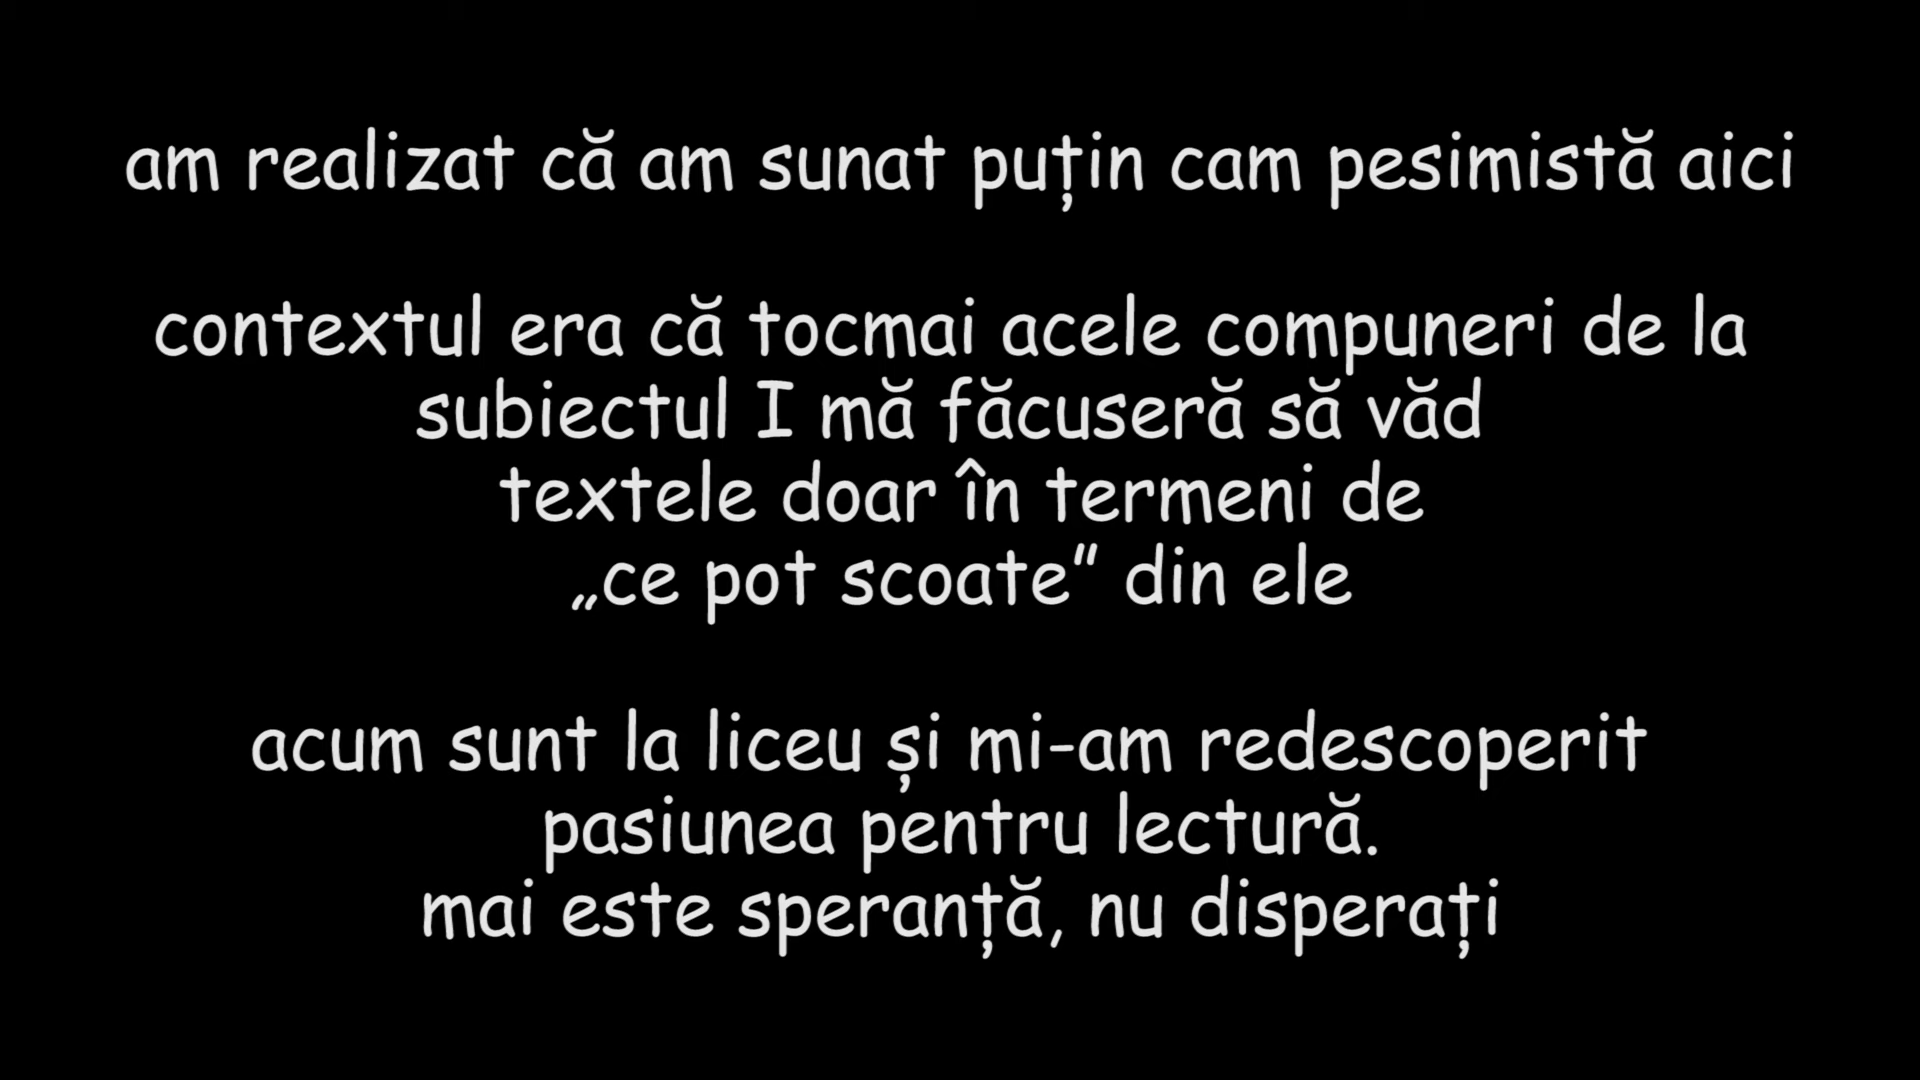 am realizat că am sunat puțin cam pesimistă aici
contextul era că tocmai acele compuneri de la
subiectul I mă făcuseră să văd
textele doar în termeni de
„ce pot scoate” din ele
acum sunt la liceu și mi-am redescoperit
pasiunea pentru lectură.
mai este speranță, nu disperați